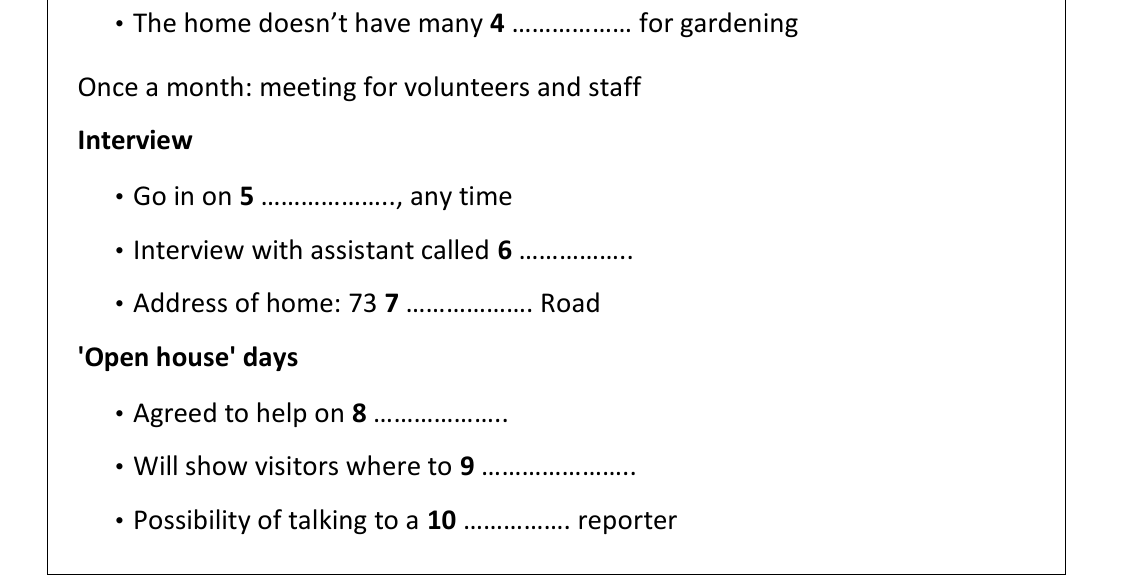 • The home doesn’t have many 4 ……………… for gardening
Once a month: meeting for volunteers and staff
Interview
• Go in on 5 ……………….., any time
• Interview with assistant called 6 ……………..
• Address of home: 73 7 ………………. Road
'Open house' days
• Agreed to help on 8 ………………..
• Will show visitors where to 9 …………………..
• Possibility of talking to a 10 ……………. reporter